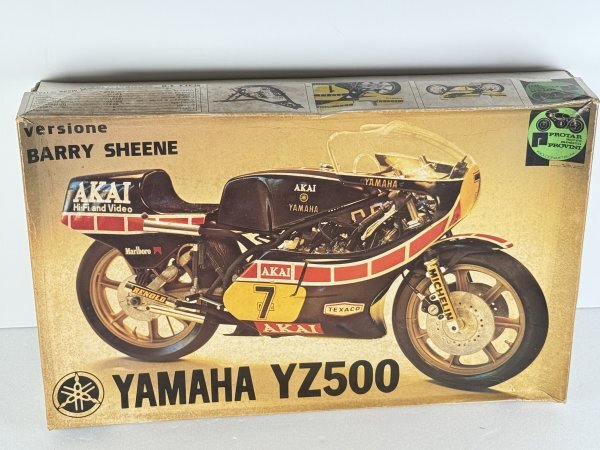 versione
BARRY SHEENE
PROTAR
PROVINI
YAMAHA
AKAI
YAMAHA
AKAI
Hi-Fi and Video
Marlboro
AKAI
7
TEXACO
AKAI
MICHELIN
YAMAHA YZ500